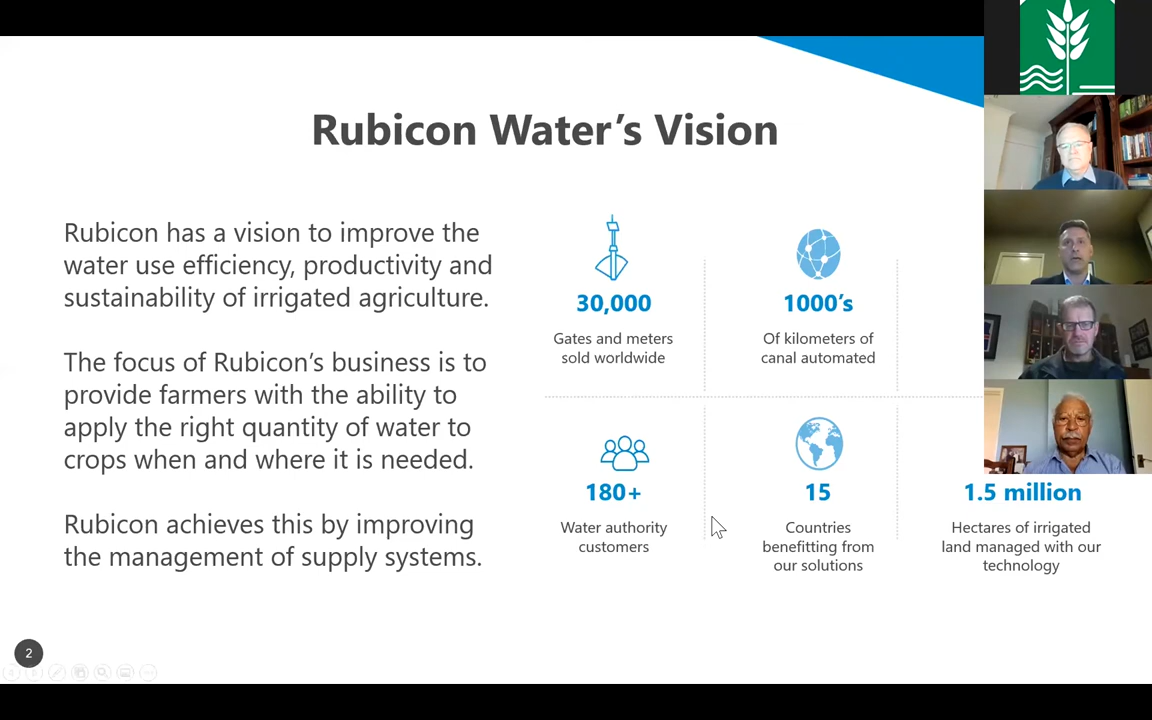 Rubicon Water’s Vision
Rubicon has a vision to improve the
water use efficiency, productivity and
sustainability of irrigated agriculture.
The focus of Rubicon’s business is to
provide farmers with the ability to
apply the right quantity of water to
crops when and where it is needed.
Rubicon achieves this by improving
the management of supply systems.
30,000
Gates and meters
sold worldwide
1000’s
Of kilometers of
canal automated
180+
Water authority
customers
15
Countries
benefitting from
our solutions
1.5 million
Hectares of irrigated
land managed with our
technology
2